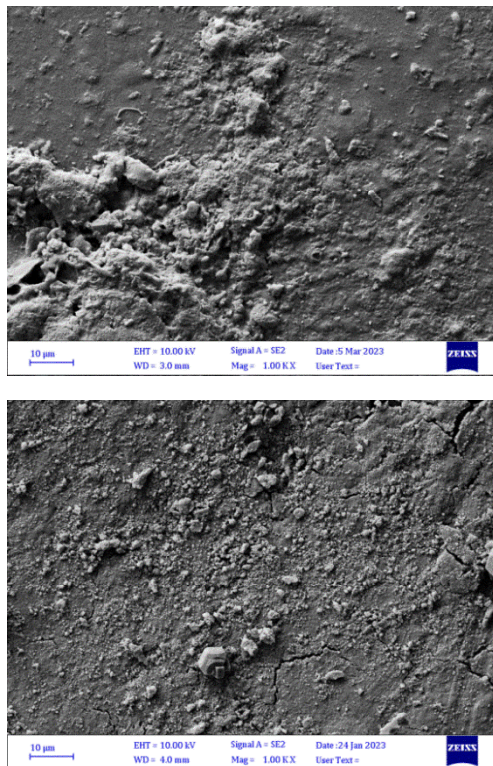 10 µm
EHT = 10.00 kV Signal A = SE2 Date :5 Mar 2023
WD = 3.0 mm Mag = 1.00 K X User Text =
ZEISS
10 µm
EHT = 10.00 kV Signal A = SE2 Date :24 Jan 2023
WD = 4.0 mm Mag = 1.00 K X User Text =
ZEISS